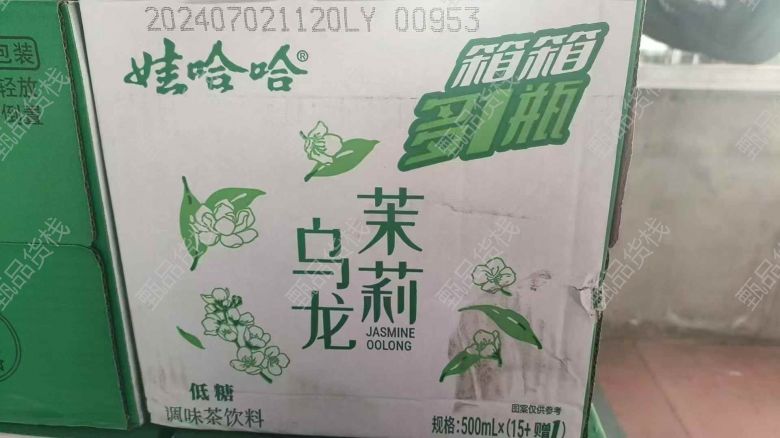 202407021120LY 00953
包装
轻放
倒置
娃哈哈®
箱箱
多1瓶
茉莉
乌龙
JASMINE
OOLONG
低糖
调味茶饮料
图案仅供参考
规格:500mL×(15+赠1)
甄品货栈